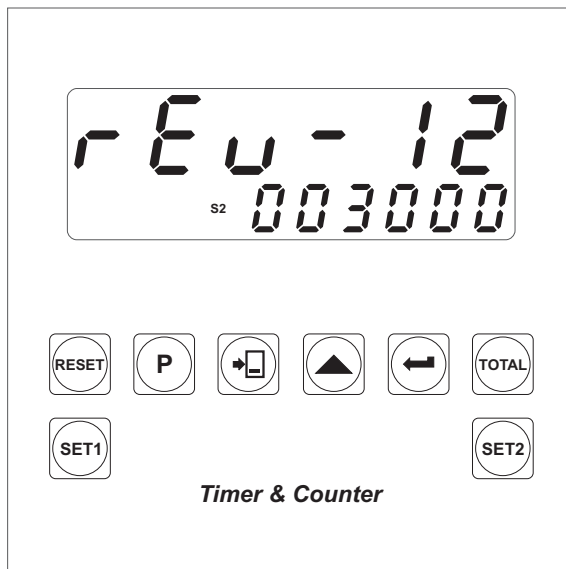 rEu-12
S2 003000
RESET P TOTAL
SET1 SET2
Timer & Counter